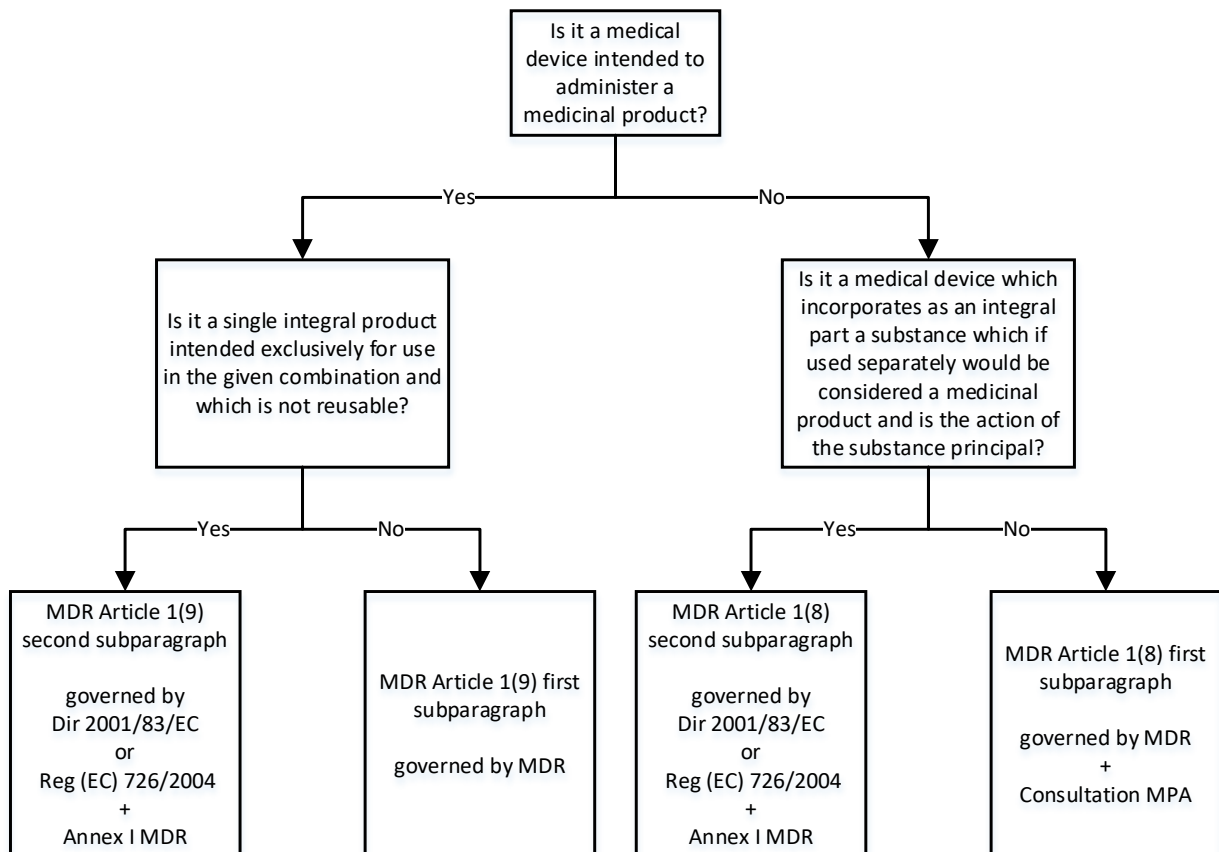 Is it a medical
device intended to
administer a
medicinal product?
Yes
No
Is it a single integral product
intended exclusively for use
in the given combination and
which is not reusable?
Is it a medical device which
incorporates as an integral
part a substance which if
used separately would be
considered a medicinal
product and is the action of
the substance principal?
Yes
No
Yes
No
MDR Article 1(9)
second subparagraph
governed by
Dir 2001/83/EC
or
Reg (EC) 726/2004
+
Annex I MDR
MDR Article 1(9) first
subparagraph
governed by MDR
MDR Article 1(8)
second subparagraph
governed by
Dir 2001/83/EC
or
Reg (EC) 726/2004
+
Annex I MDR
MDR Article 1(8) first
subparagraph
governed by MDR
+
Consultation MPA